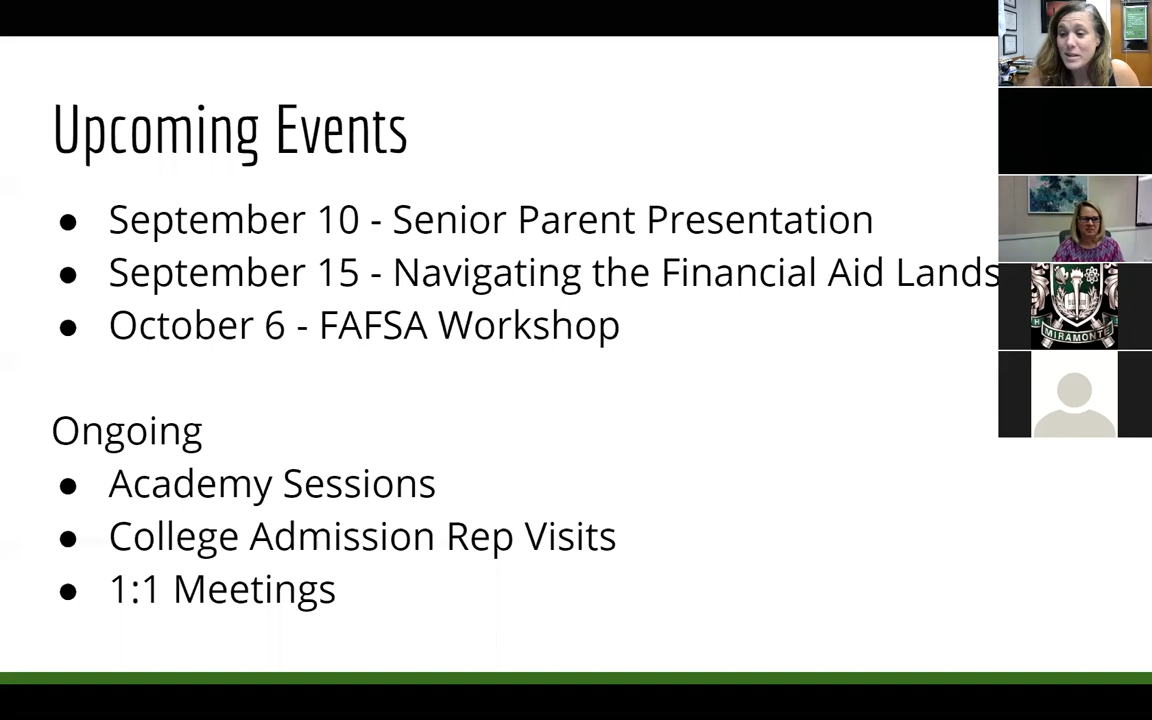 Upcoming Events
● September 10 - Senior Parent Presentation
● September 15 - Navigating the Financial Aid Lands
● October 6 - FAFSA Workshop
Ongoing
● Academy Sessions
● College Admission Rep Visits
● 1:1 Meetings
MIRAMONTE